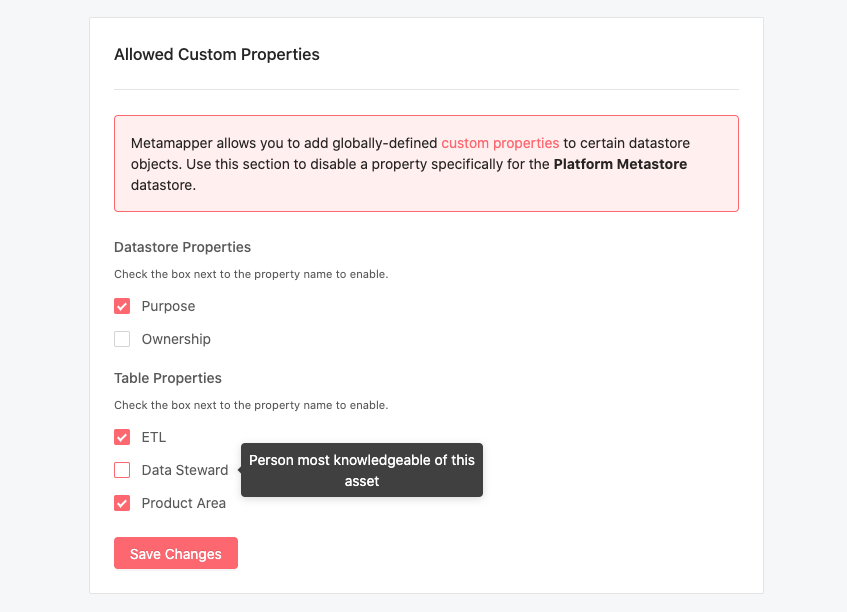 Allowed Custom Properties
Metamapper allows you to add globally-defined custom properties to certain datastore
objects. Use this section to disable a property specifically for the Platform Metastore
datastore.
Datastore Properties
Check the box next to the property name to enable.
Purpose
Ownership
Table Properties
Check the box next to the property name to enable.
ETL
Data Steward
Person most knowledgeable of this
asset
Product Area
Save Changes